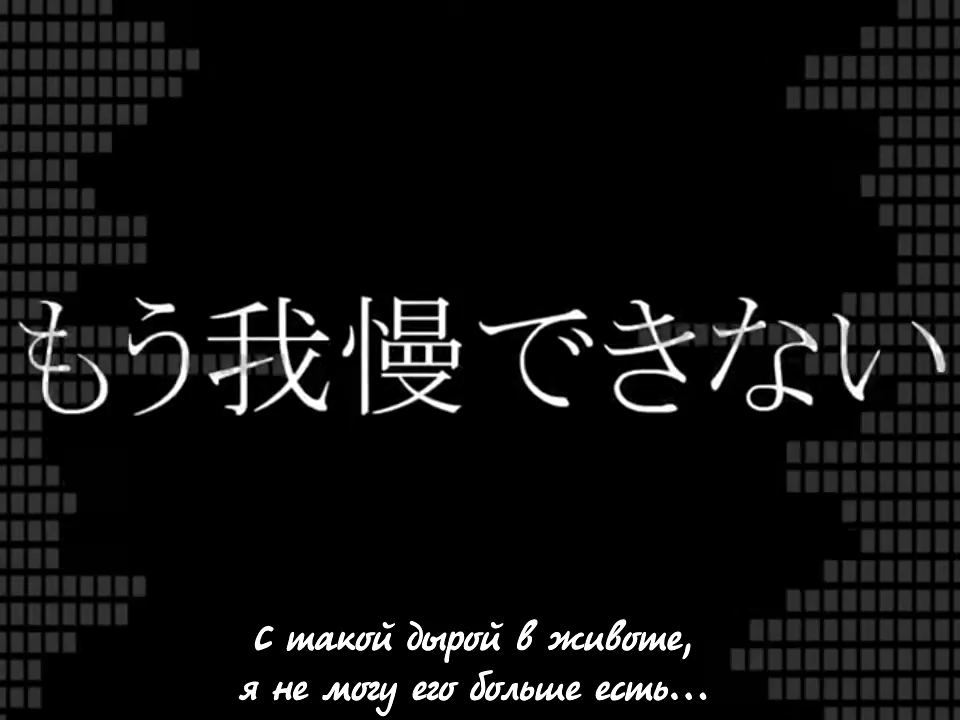 もう我慢できない
С такой дырой в животе,
я не могу его больше есть...